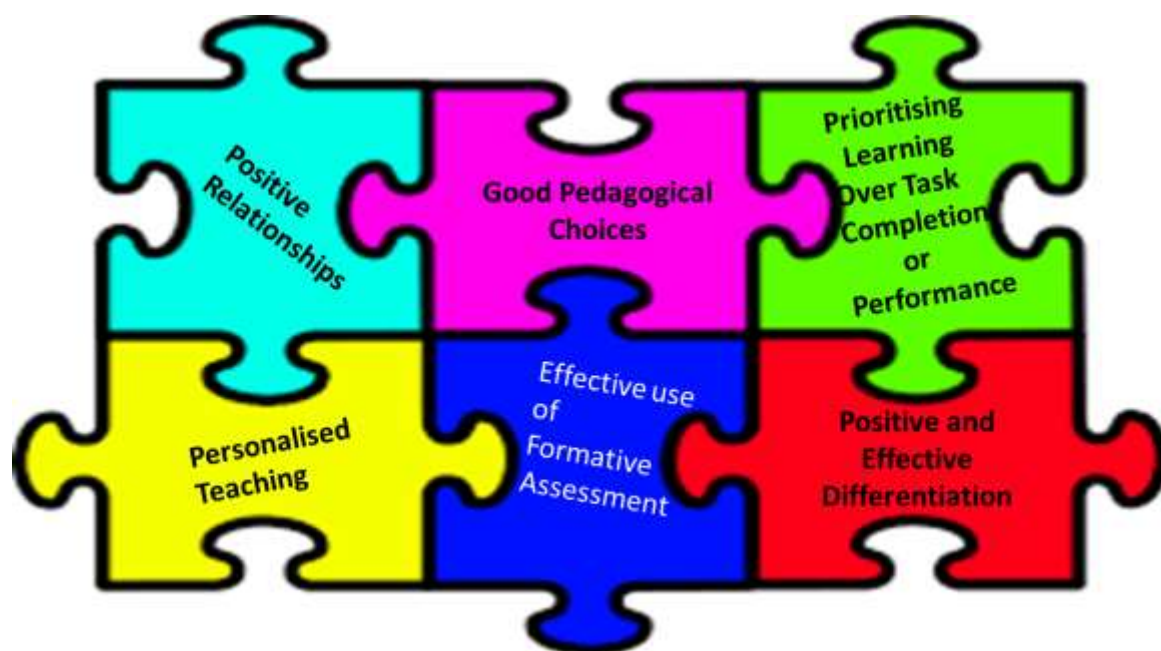 Positive
Relationships
Good Pedagogical
Choices
Prioritising
Learning
Over Task
Completion
or
Performance
Personalised
Teaching
Effective use
of
Formative
Assessment
Positive and
Effective
Differentiation